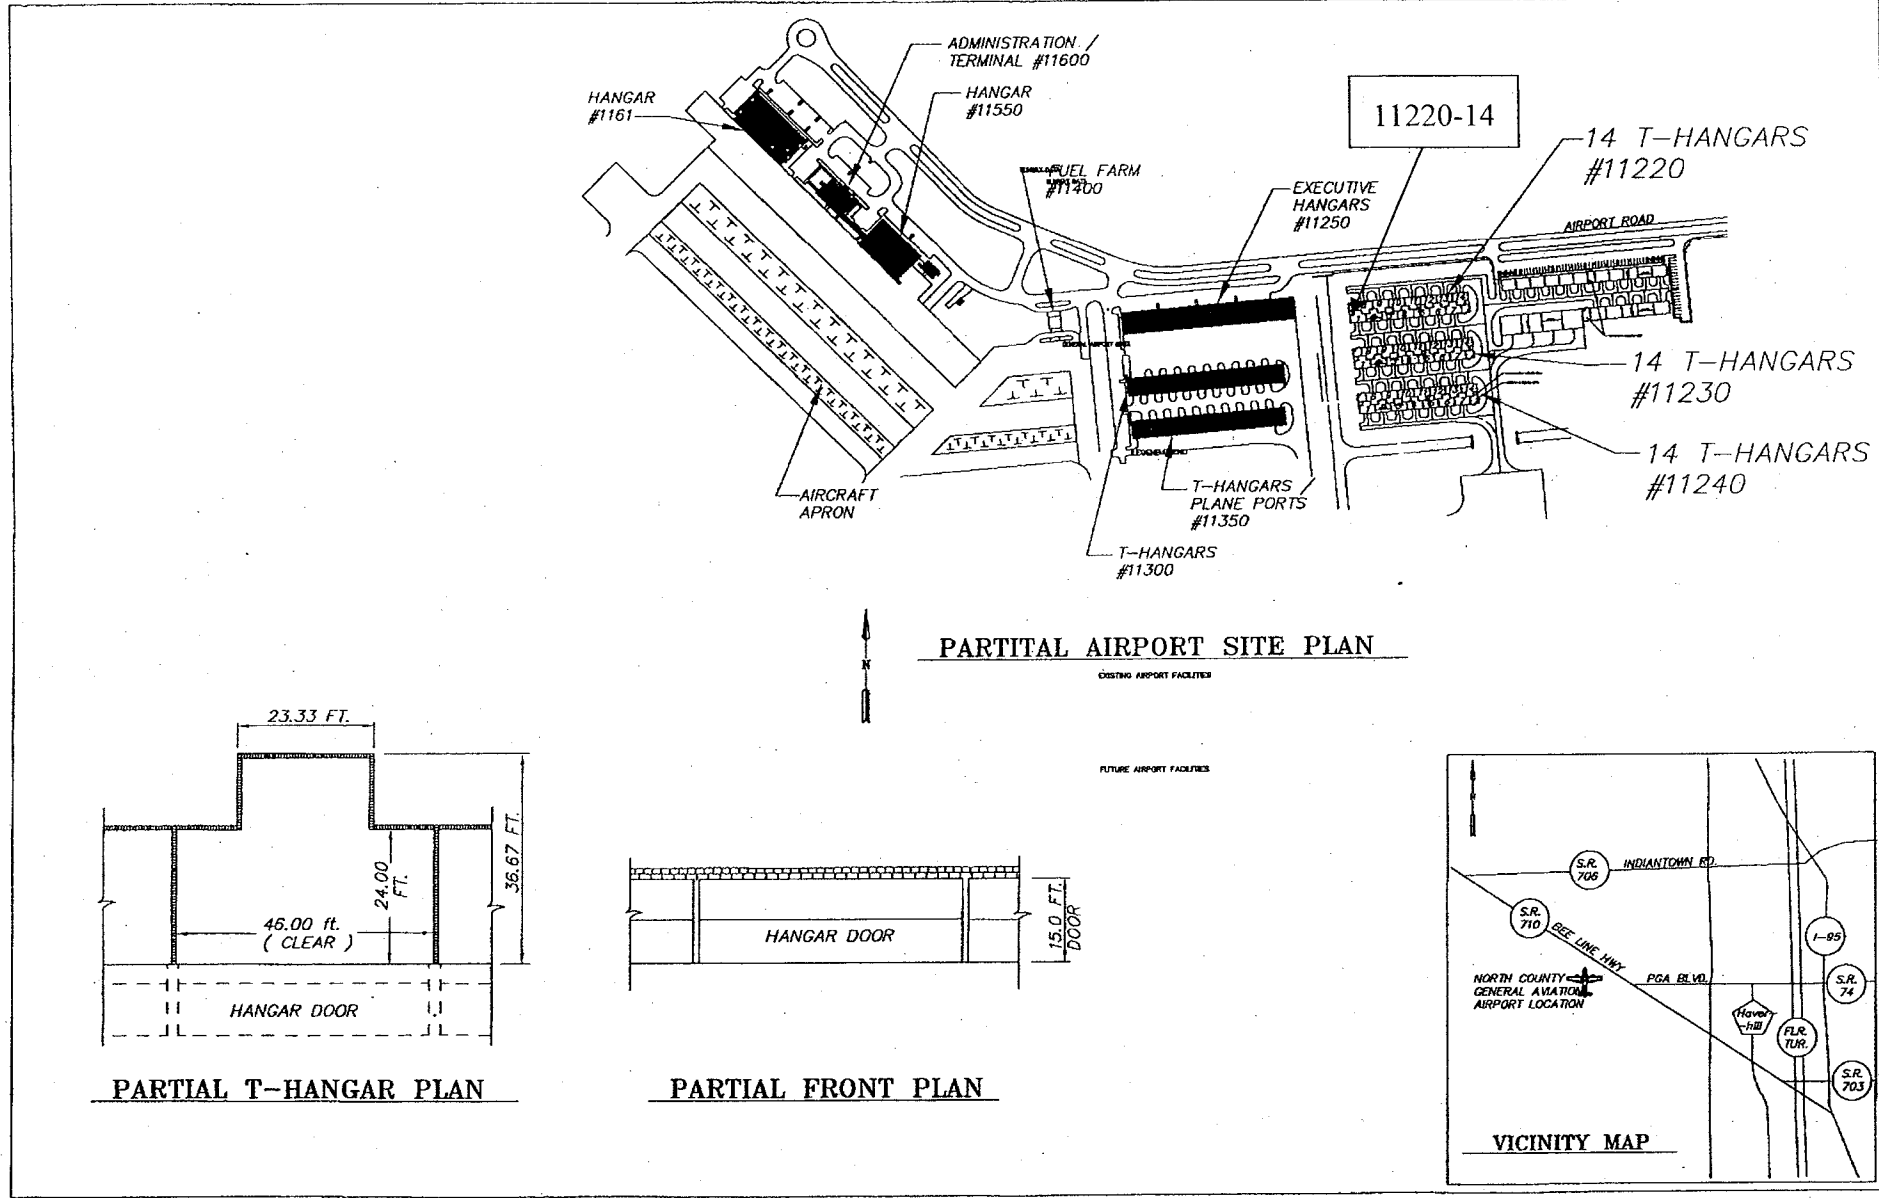 ADMINISTRATION /
TERMINAL #11600
HANGAR
#1161
HANGAR
#11550
11220-14
14 T-HANGARS
#11220
FUEL FARM
#11400
EXECUTIVE
HANGARS
#11250
AIRPORT ROAD
14 T-HANGARS
#11230
14 T-HANGARS
#11240
AIRCRAFT
APRON
T-HANGARS
PLANE PORTS
#11350
T-HANGARS
#11300
N
PARTITAL AIRPORT SITE PLAN
EXISTING AIRPORT FACILITIES
FUTURE AIRPORT FACILITIES
23.33 FT.
36.67 FT.
24.00
FT.
46.00 ft.
( CLEAR )
HANGAR DOOR
PARTIAL T-HANGAR PLAN
15.0 FT.
DOOR
HANGAR DOOR
PARTIAL FRONT PLAN
N
S.R.
706
INDIANTOWN RD.
S.R.
710
BEE LINE HWY
I-95
NORTH COUNTY
GENERAL AVIATION
AIRPORT LOCATION
PGA BLVD.
S.R.
74
Haver
-hill
FLR.
TUR.
S.R.
703
VICINITY MAP